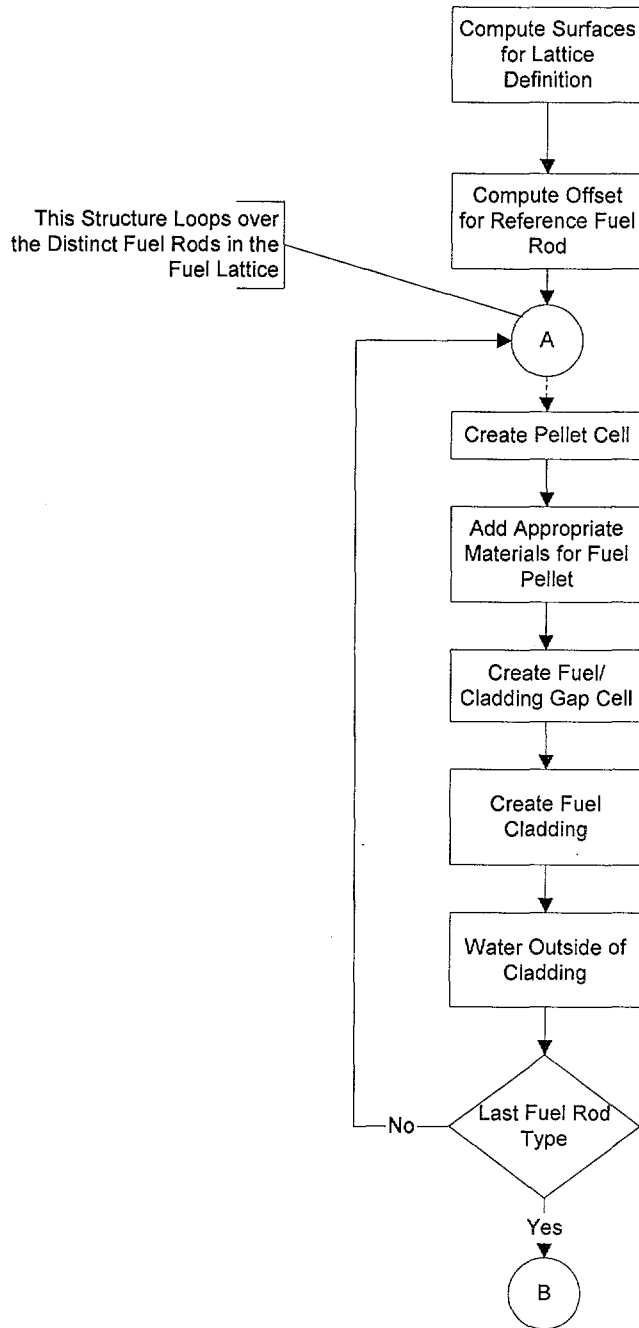 Compute Surfaces
for Lattice
Definition
Compute Offset
for Reference Fuel
Rod
This Structure Loops over
the Distinct Fuel Rods in the
Fuel Lattice
A
Create Pellet Cell
Add Appropriate
Materials for Fuel
Pellet
Create Fuel/
Cladding Gap Cell
Create Fuel
Cladding
Water Outside of
Cladding
Last Fuel Rod
Type
No
Yes
B